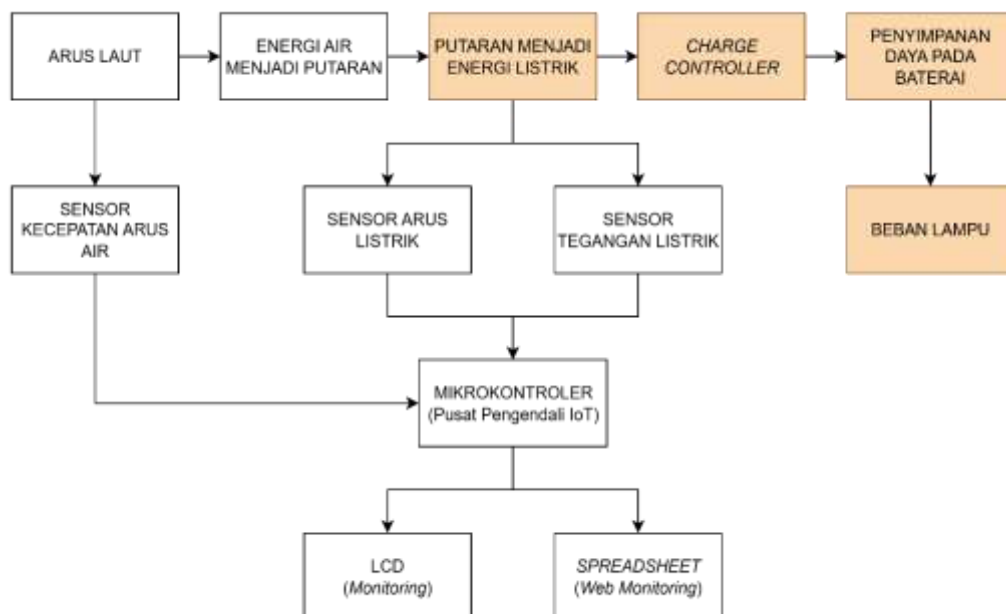 ARUS LAUT
ENERGI AIR
MENJADI PUTARAN
PUTARAN MENJADI
ENERGI LISTRIK
CHARGE
CONTROLLER
PENYIMPANAN
DAYA PADA
BATERAI
SENSOR
KECEPATAN ARUS
AIR
SENSOR ARUS
LISTRIK
SENSOR
TEGANGAN LISTRIK
BEBAN LAMPU
MIKROKONTROLER
(Pusat Pengendali IoT)
LCD
(Monitoring)
SPREADSHEET
(Web Monitoring)